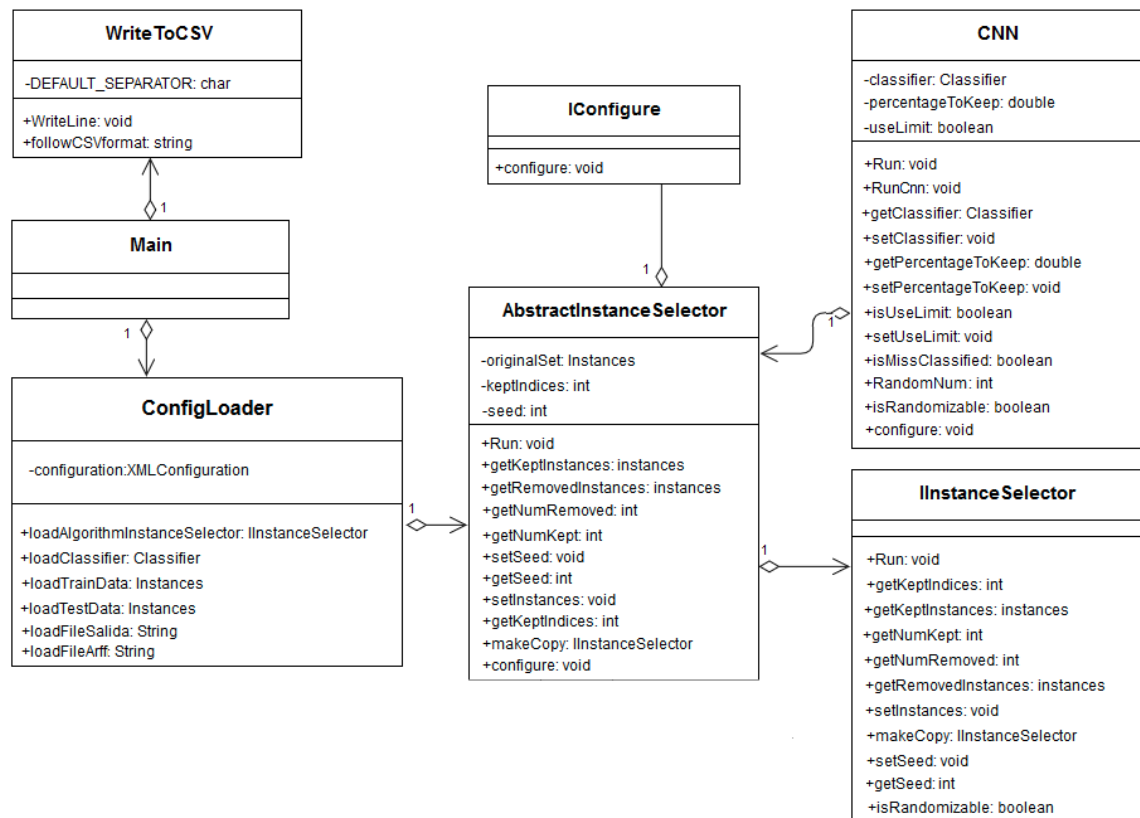 WriteToCSV
-DEFAULT_SEPARATOR: char
+WriteLine: void
+followCSVformat: string
1
Main
1
ConfigLoader
-configuration:XMLConfiguration
+loadAlgorithmInstanceSelector: IInstanceSelector
+loadClassifier: Classifier
+loadTrainData: Instances
+loadTestData: Instances
+loadFileSalida: String
+loadFileArff: String
1
IConfigure
+configure: void
1
AbstractInstanceSelector
-originalSet: Instances
-keptIndices: int
-seed: int
+Run: void
+getKeptInstances: instances
+getRemovedInstances: instances
+getNumRemoved: int
+getNumKept: int
+setSeed: void
+getSeed: int
+setInstances: void
+getKeptIndices: int
+makeCopy: IInstanceSelector
+configure: void
1
CNN
-classifier: Classifier
-percentageToKeep: double
-useLimit: boolean
+Run: void
+RunCnn: void
+getClassifier: Classifier
+setClassifier: void
+getPercentageToKeep: double
+setPercentageToKeep: void
+isUseLimit: boolean
+setUseLimit: void
+isMissClassified: boolean
+RandomNum: int
+isRandomizable: boolean
+configure: void
1
IInstanceSelector
+Run: void
+getKeptIndices: int
+getKeptInstances: instances
+getNumKept: int
+getNumRemoved: int
+getRemovedInstances: instances
+setInstances: void
+makeCopy: IInstanceSelector
+setSeed: void
+getSeed: int
+isRandomizable: boolean